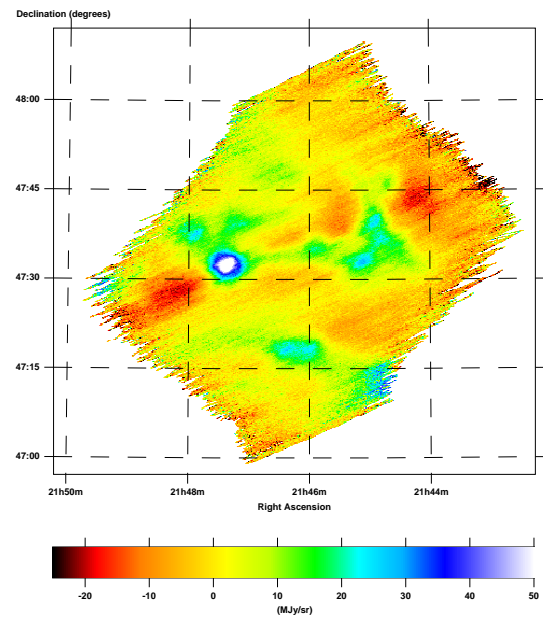 Declination (degrees)
48:00
47:45
47:30
47:15
47:00
21h50m 21h48m 21h46m 21h44m
Right Ascension
-20 -10 0 10 20 30 40 50
(MJy/sr)